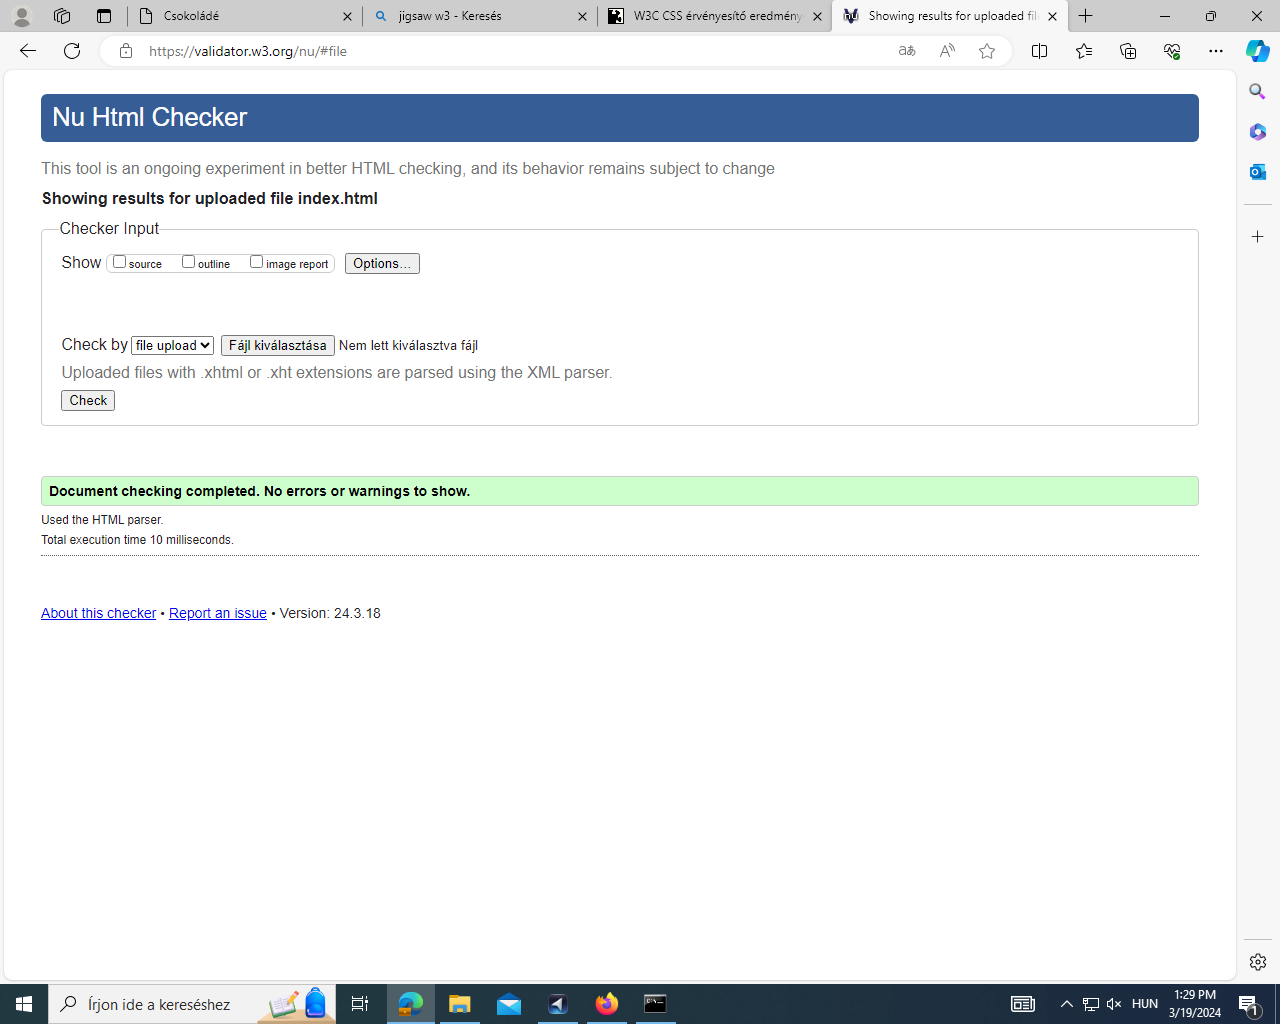 Csokoládé
jigsaw w3 - Keresés
W3C CSS érvényesítő eredmény
Showing results for uploaded fil
https://validator.w3.org/nu/#file
Nu Html Checker
This tool is an ongoing experiment in better HTML checking, and its behavior remains subject to change
Showing results for uploaded file index.html
Checker Input
Show source outline image report Options...
Check by file upload Fájl kiválasztása Nem lett kiválasztva fájl
Uploaded files with .xhtml or .xht extensions are parsed using the XML parser.
Check
Document checking completed. No errors or warnings to show.
Used the HTML parser.
Total execution time 10 milliseconds.
About this checker • Report an issue • Version: 24.3.18
Írjon ide a kereséshez
HUN
1:29 PM
3/19/2024
1